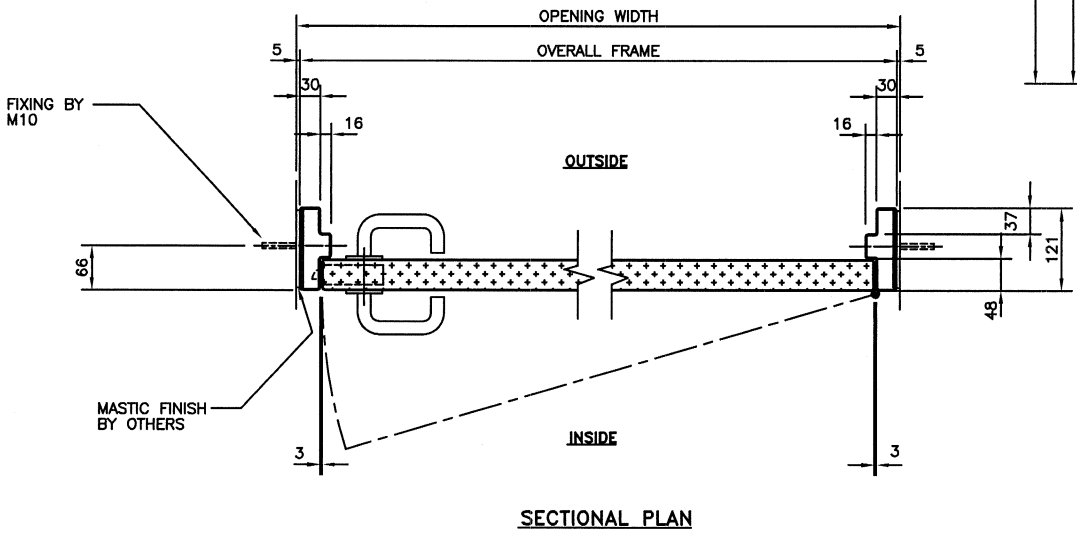 OPENING WIDTH
5
OVERALL FRAME
5
30
30
FIXING BY
M10
16
16
OUTSIDE
37
121
66
48
MASTIC FINISH
BY OTHERS
INSIDE
3
3
SECTIONAL PLAN